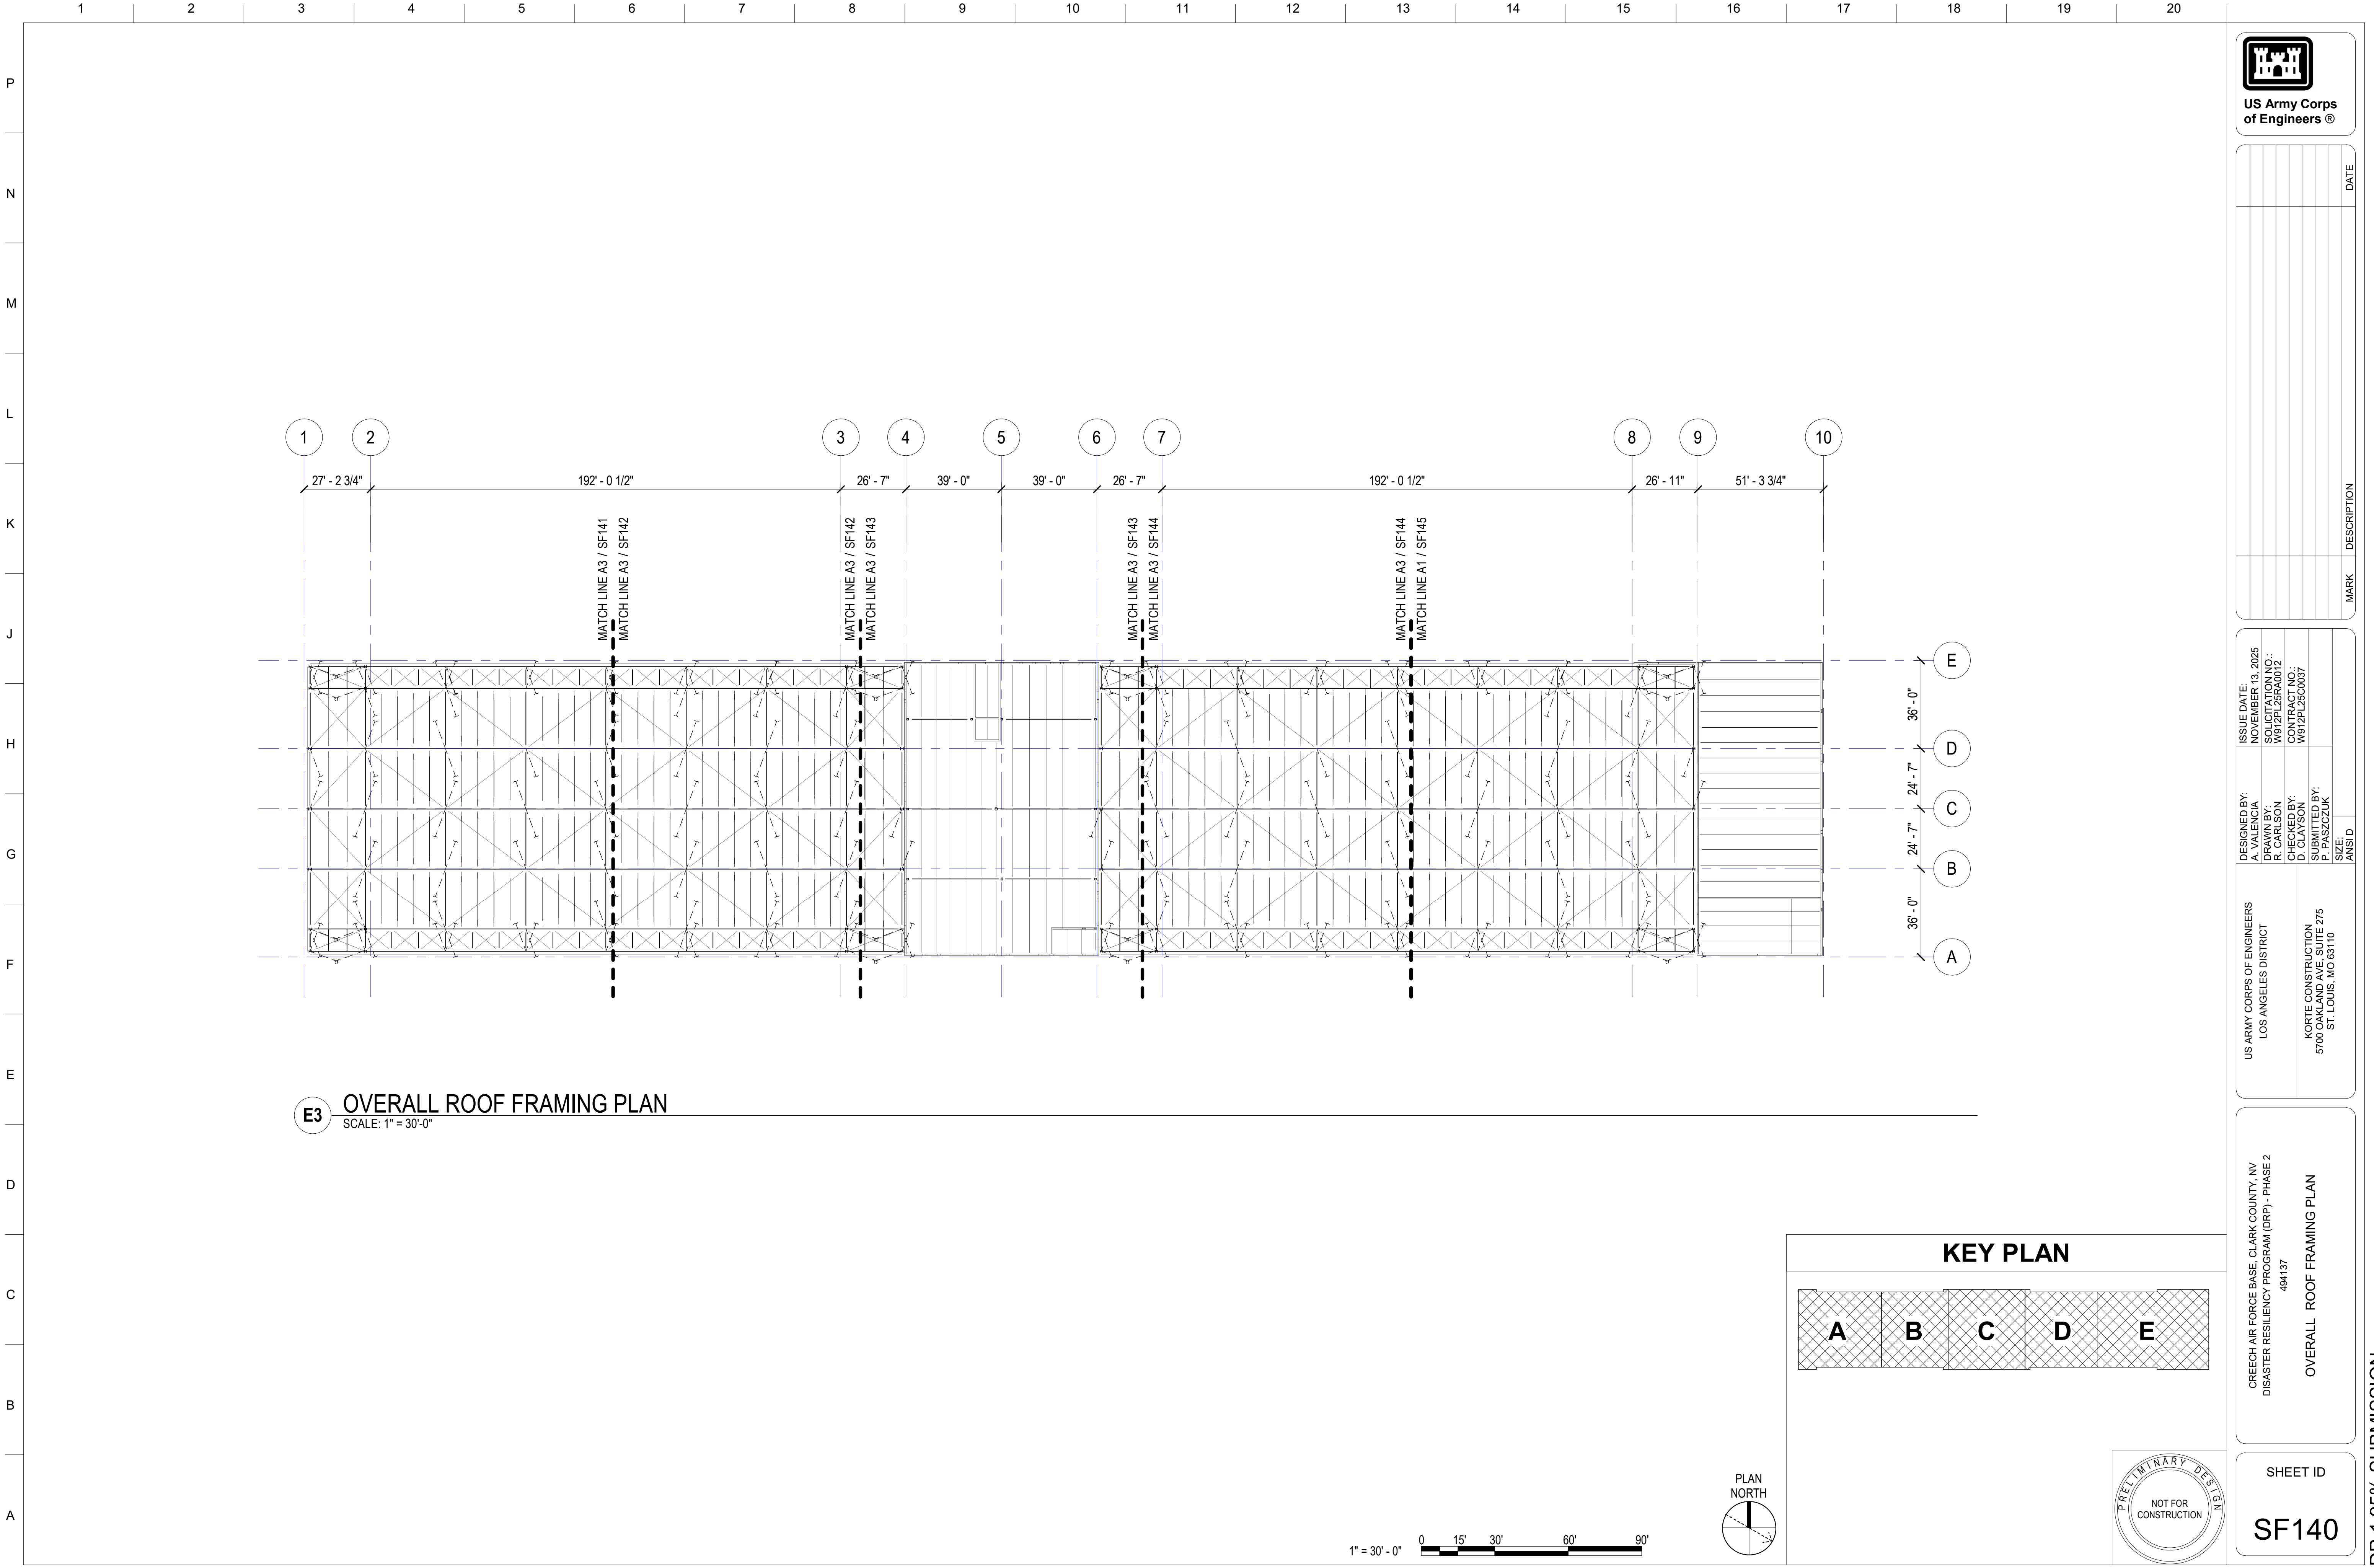 1 2 3 4 5 6 7 8 9 10 11 12 13 14 15 16 17 18 19 20
P
N
M
L
K
J
H
G
F
E
D
C
B
A
1 2 3 4 5 6 7 8 9 10
27' - 2 3/4" 192' - 0 1/2" 26' - 7" 39' - 0" 39' - 0" 26' - 7" 192' - 0 1/2" 26' - 11" 51' - 3 3/4"
MATCH LINE A3 / SF141
MATCH LINE A3 / SF142
MATCH LINE A3 / SF142
MATCH LINE A3 / SF143
MATCH LINE A3 / SF143
MATCH LINE A3 / SF144
MATCH LINE A3 / SF144
MATCH LINE A1 / SF145
E
36' - 0"
D
24' - 7"
C
24' - 7"
B
36' - 0"
A
E3 OVERALL ROOF FRAMING PLAN
SCALE: 1" = 30'-0"
KEY PLAN
A B C D E
PLAN
NORTH
1" = 30' - 0" 0 15' 30' 60' 90'
PRELIMINARY DESIGN
NOT FOR
CONSTRUCTION
US Army Corps
of Engineers ®
MARK DESCRIPTION DATE
DESIGNED BY:
A. VALENCIA
DRAWN BY:
R. CARLSON
CHECKED BY:
D. CLAYSON
SUBMITTED BY:
P. PASZCZUK
SIZE:
ANSI D
ISSUE DATE:
NOVEMBER 13, 2025
SOLICITATION NO.:
W912PL25RA0012
CONTRACT NO.:
W912PL25C0037
US ARMY CORPS OF ENGINEERS
LOS ANGELES DISTRICT
KORTE CONSTRUCTION
5700 OAKLAND AVE, SUITE 275
ST. LOUIS, MO 63110
CREECH AIR FORCE BASE, CLARK COUNTY, NV
DISASTER RESILIENCY PROGRAM (DRP) - PHASE 2
494137
OVERALL ROOF FRAMING PLAN
SHEET ID
SF140